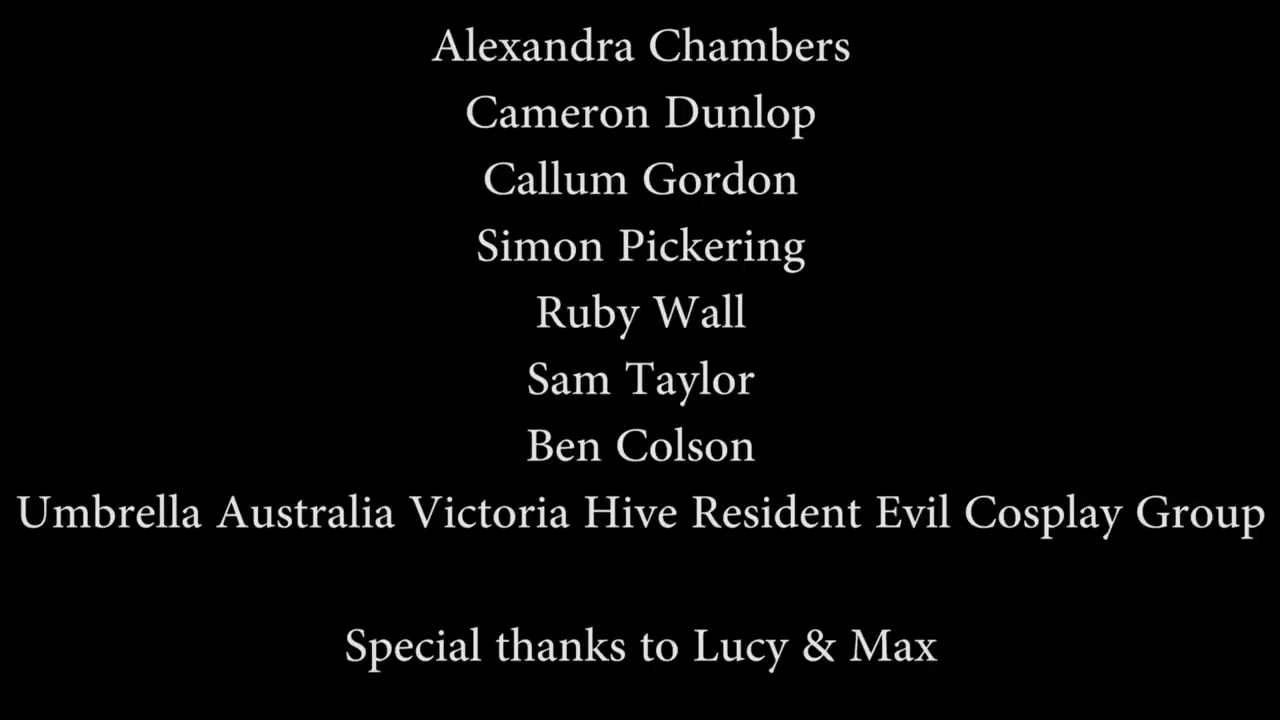 Alexandra Chambers
Cameron Dunlop
Callum Gordon
Simon Pickering
Ruby Wall
Sam Taylor
Ben Colson
Umbrella Australia Victoria Hive Resident Evil Cosplay Group
Special thanks to Lucy & Max